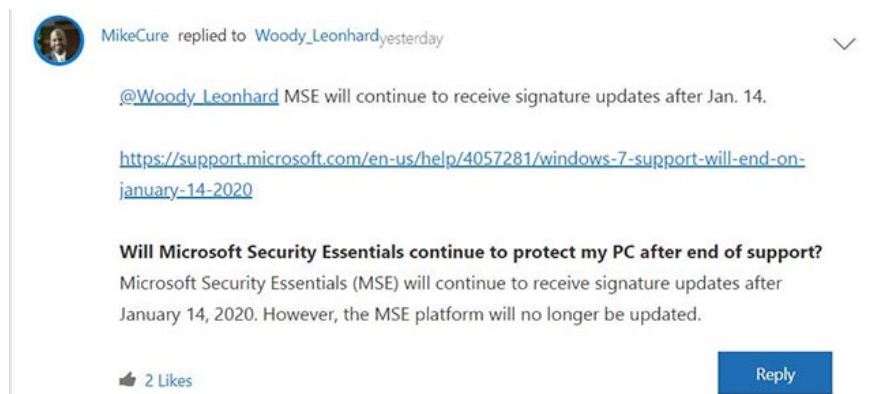 MikeCure replied to Woody_Leonhard yesterday
@Woody_Leonhard MSE will continue to receive signature updates after Jan. 14.
https://support.microsoft.com/en-us/help/4057281/windows-7-support-will-end-on-
january-14-2020
Will Microsoft Security Essentials continue to protect my PC after end of support?
Microsoft Security Essentials (MSE) will continue to receive signature updates after
January 14, 2020. However, the MSE platform will no longer be updated.
2 Likes
Reply